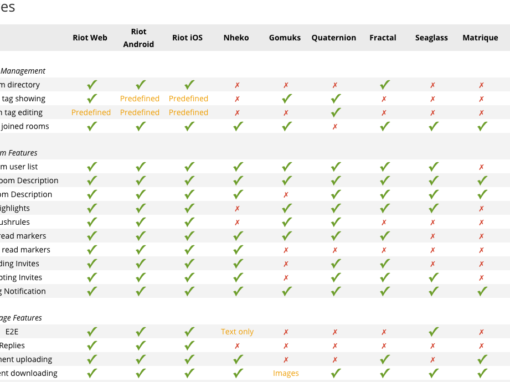 es
Riot Web Riot Android Riot iOS Nheko Gomuks Quaternion Fractal Seaglass Matrique
Management
m directory ✓ ✓ ✓ ✗ ✗ ✗ ✓ ✗ ✗
tag showing ✓ Predefined Predefined ✗ ✓ ✓ ✗ ✗ ✗
n tag editing Predefined Predefined Predefined ✗ ✗ ✓ ✗ ✗ ✗
joined rooms ✓ ✓ ✓ ✓ ✓ ✗ ✓ ✓ ✓
m Features
m user list ✓ ✓ ✓ ✓ ✓ ✓ ✓ ✓ ✗
oom Description ✓ ✓ ✓ ✓ ✓ ✓ ✓ ✓ ✓
om Description ✓ ✓ ✓ ✓ ✗ ✓ ✓ ✓ ✓
ighlights ✓ ✓ ✓ ✗ ✓ ✓ ✓ ✓ ✗
ushrules ✓ ✓ ✓ ✗ ✓ ✓ ✗ ✗ ✗
read markers ✓ ✓ ✓ ✓ ✓ ✓ ✓ ✗ ✗
read markers ✓ ✓ ✓ ✓ ✗ ✗ ✗ ✗ ✗
ding Invites ✓ ✓ ✓ ✓ ✗ ✓ ✓ ✗ ✗
pting Invites ✓ ✓ ✓ ✓ ✗ ✓ ✓ ✓ ✗
g Notification ✓ ✓ ✓ ✓ ✓ ✓ ✓ ✓ ✓
age Features
E2E ✓ ✓ ✓ Text only ✗ ✗ ✗ ✓ ✗
Replies ✓ ✓ ✓ ✗ ✗ ✗ ✗ ✗ ✗
ment uploading ✓ ✓ ✓ ✓ ✗ ✗ ✓ ✗ ✓
ent downloading ✓ ✓ ✓ ✓ Images ✓ ✓ ✓ ✓